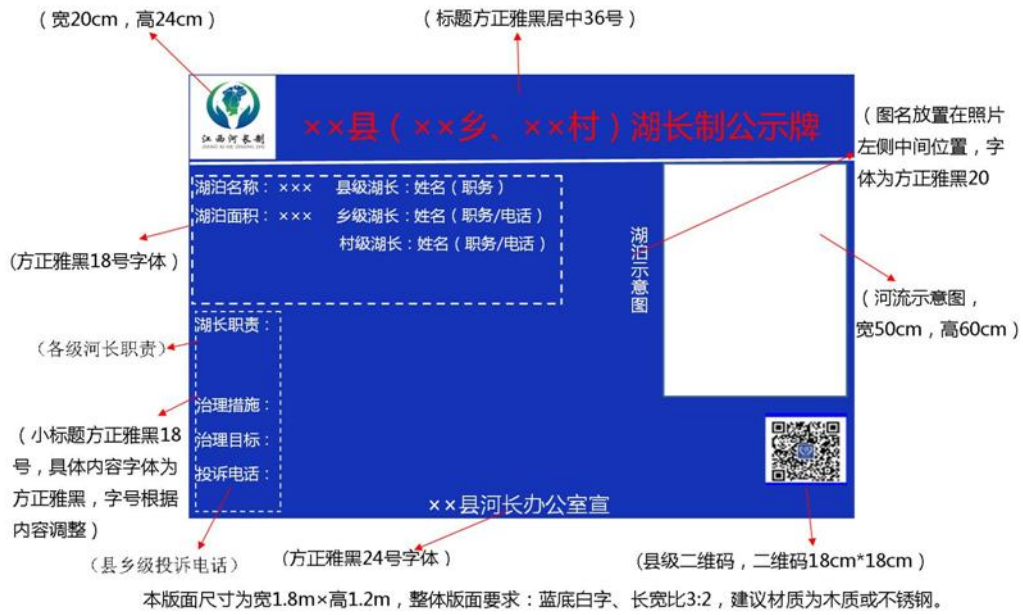 （宽20cm，高24cm）
（标题方正雅黑居中36号）
江西河长制
××县（××乡、××村）湖长制公示牌
（图名放置在照片
左侧中间位置，字
体为方正雅黑20
湖泊名称：×××
县级湖长：姓名（职务）
湖泊面积：×××
乡级湖长：姓名（职务/电话）
村级湖长：姓名（职务/电话）
(方正雅黑18号字体）
湖泊示意图
（河流示意图，
宽50cm，高60cm）
湖长职责：
（各级河长职责）
治理措施：
治理目标：
投诉电话：
（小标题方正雅黑18
号，具体内容字体为
方正雅黑，字号根据
内容调整）
××县河长办公室宣
（县乡级投诉电话）
(方正雅黑24号字体）
(县级二维码，二维码18cm*18cm）
本版面尺寸为宽1.8m×高1.2m，整体版面要求：蓝底白字、长宽比3:2，建议材质为木质或不锈钢。